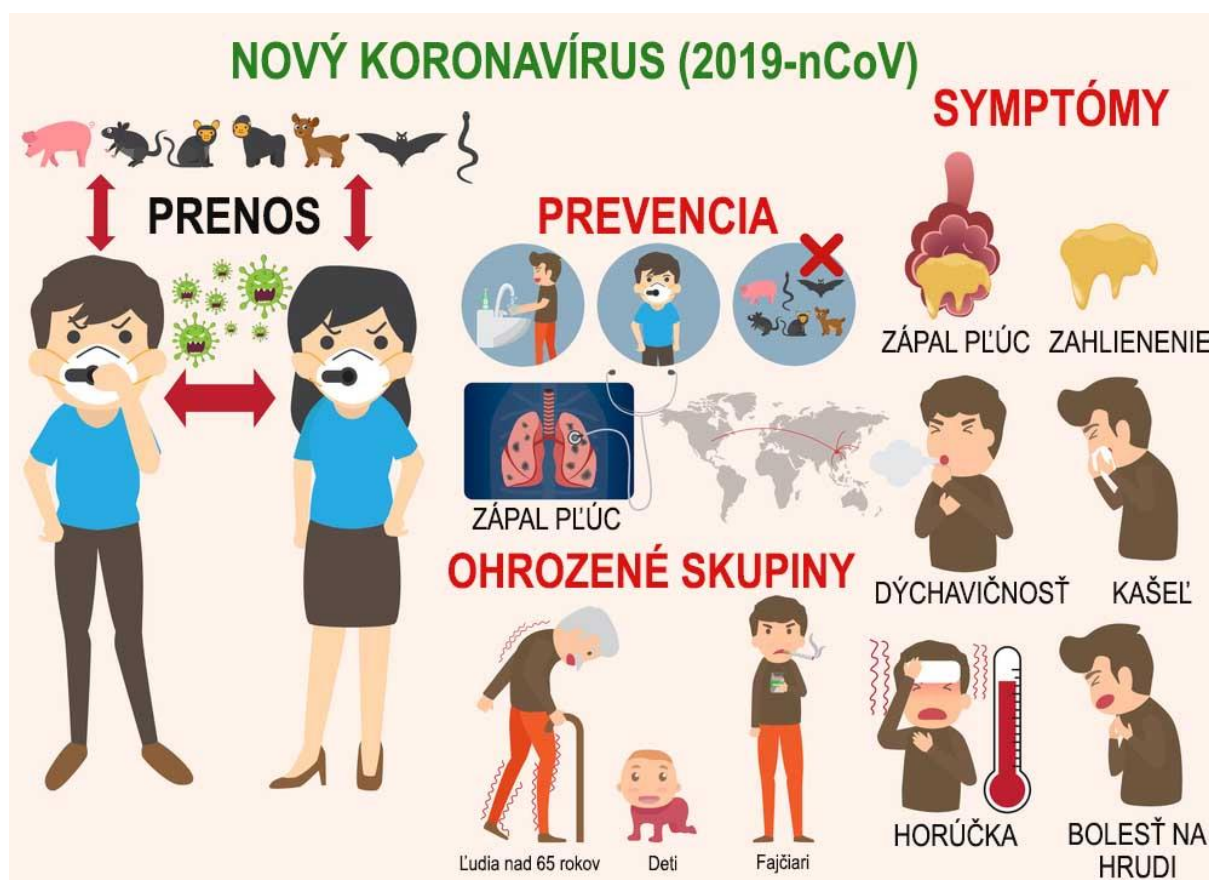 NOVÝ KORONAVÍRUS (2019-nCoV)
PRENOS
PREVENCIA
ZÁPAL PĽÚC
OHROZENÉ SKUPINY
Ľudia nad 65 rokov
Deti
Fajčiari
SYMPTÓMY
ZÁPAL PĽÚC
ZAHLIENENIE
DÝCHAVIČNOSŤ
KAŠEĽ
HORÚČKA
BOLESŤ NA
HRUDI